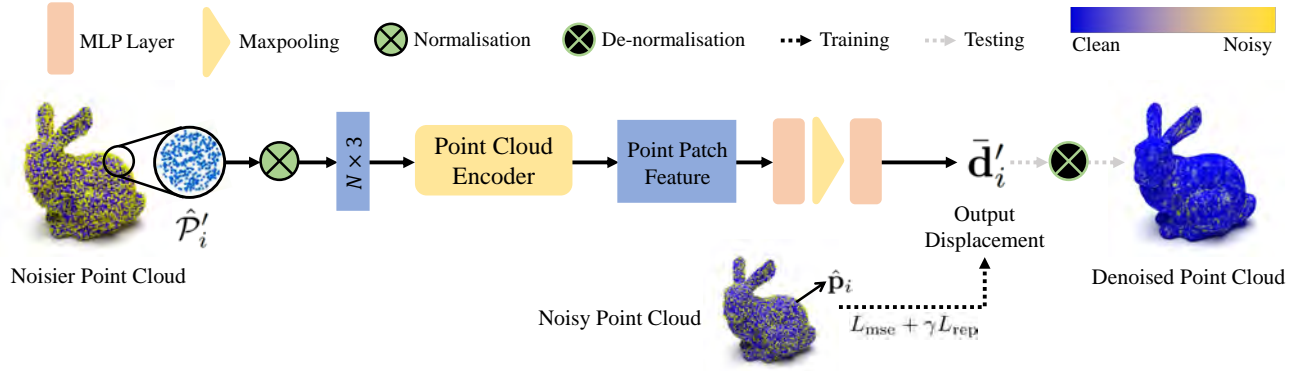 MLP Layer
Maxpooling
Normalisation
De-normalisation
Training
Testing
Clean
Noisy
N × 3
Point Cloud
Encoder
Point Patch
Feature
d̄′ᵢ
𝒫̂′ᵢ
Output
Displacement
Noisier Point Cloud
Denoised Point Cloud
p̂ᵢ
Noisy Point Cloud
L_mse + γL_rep